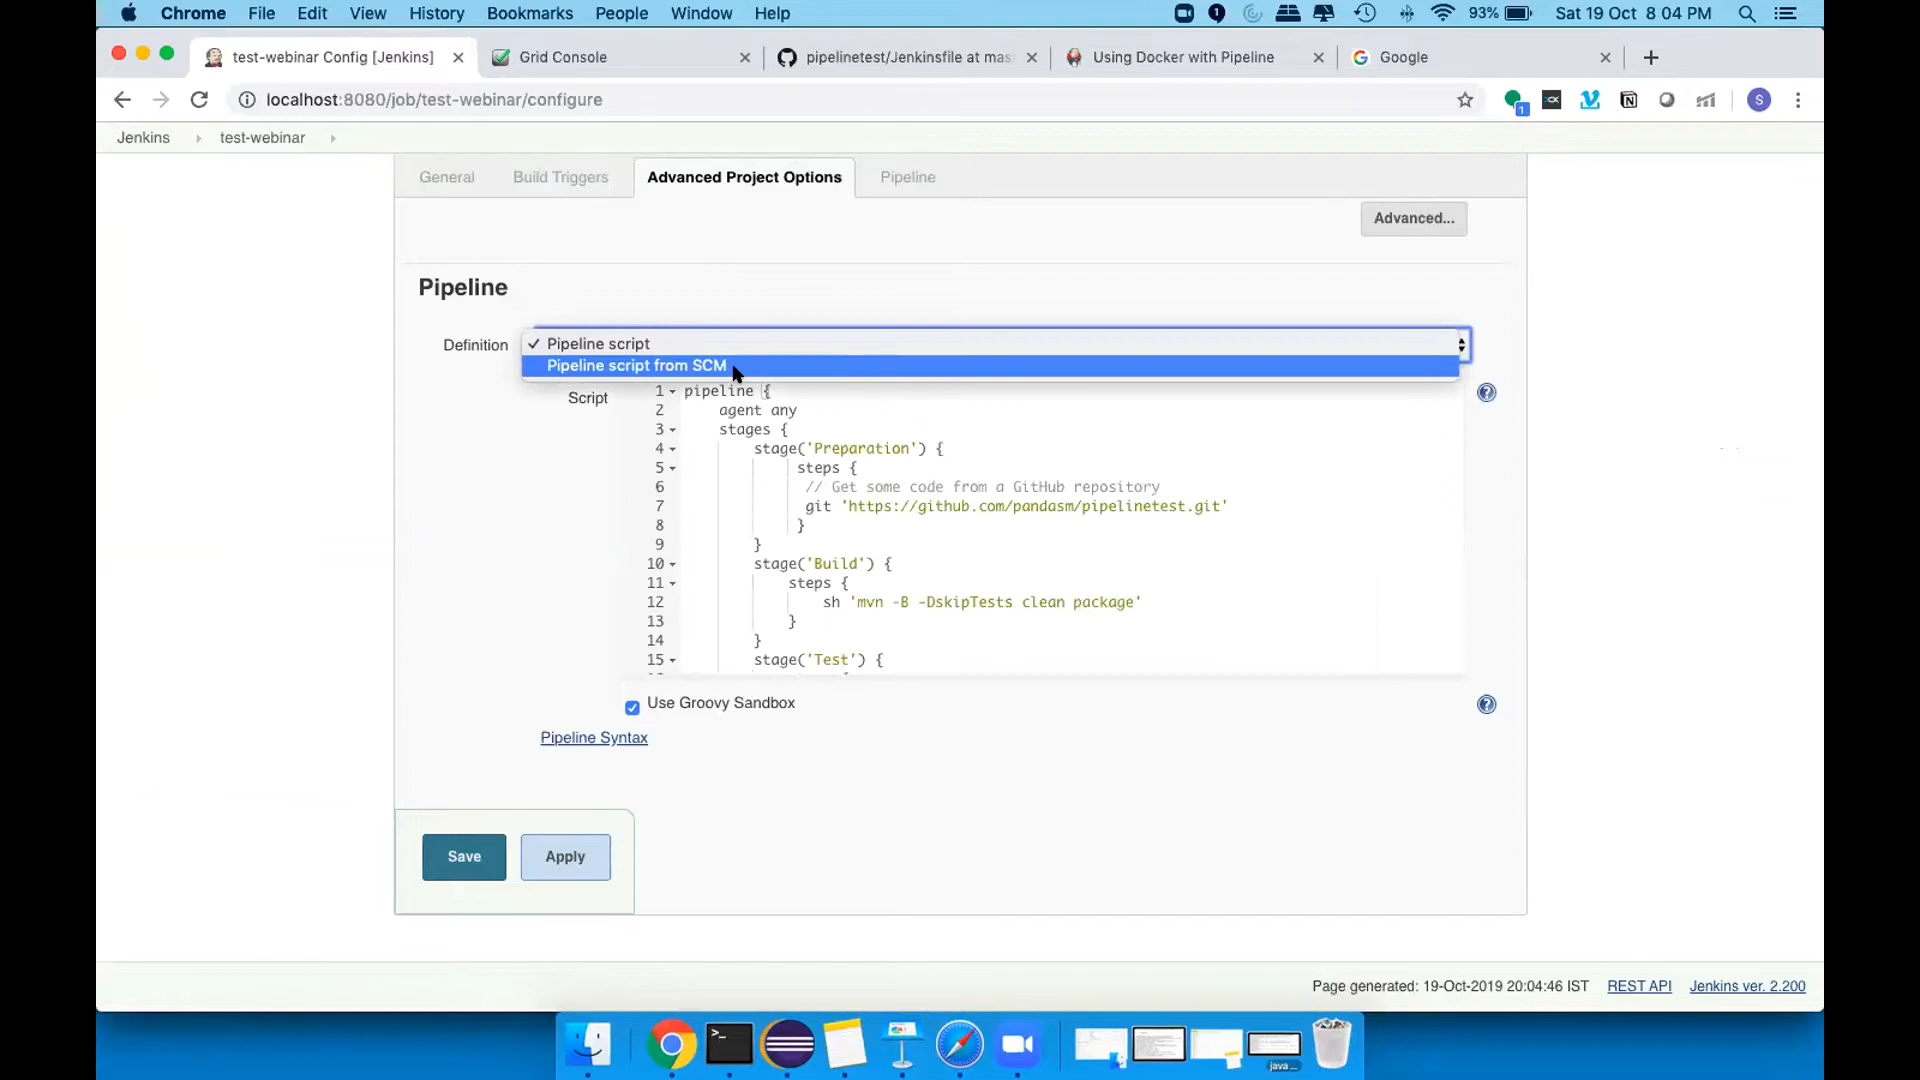 Chrome File Edit View History Bookmarks People Window Help 1 93% Sat 19 Oct 8 04 PM
test-webinar Config [Jenkins] Grid Console pipelinetest/Jenkinsfile at mas Using Docker with Pipeline Google
localhost:8080/job/test-webinar/configure 1 S
Jenkins test-webinar
General Build Triggers Advanced Project Options Pipeline
Advanced...
Pipeline
Definition ✓ Pipeline script
Pipeline script from SCM
Script
1 pipeline {
2 agent any
3 stages {
4 stage('Preparation') {
5 steps {
6 // Get some code from a GitHub repository
7 git 'https://github.com/pandasm/pipelinetest.git'
8 }
9 }
10 stage('Build') {
11 steps {
12 sh 'mvn -B -DskipTests clean package'
13 }
14 }
15 stage('Test') {
Use Groovy Sandbox
Pipeline Syntax
Save Apply
Page generated: 19-Oct-2019 20:04:46 IST REST API Jenkins ver. 2.200
java...